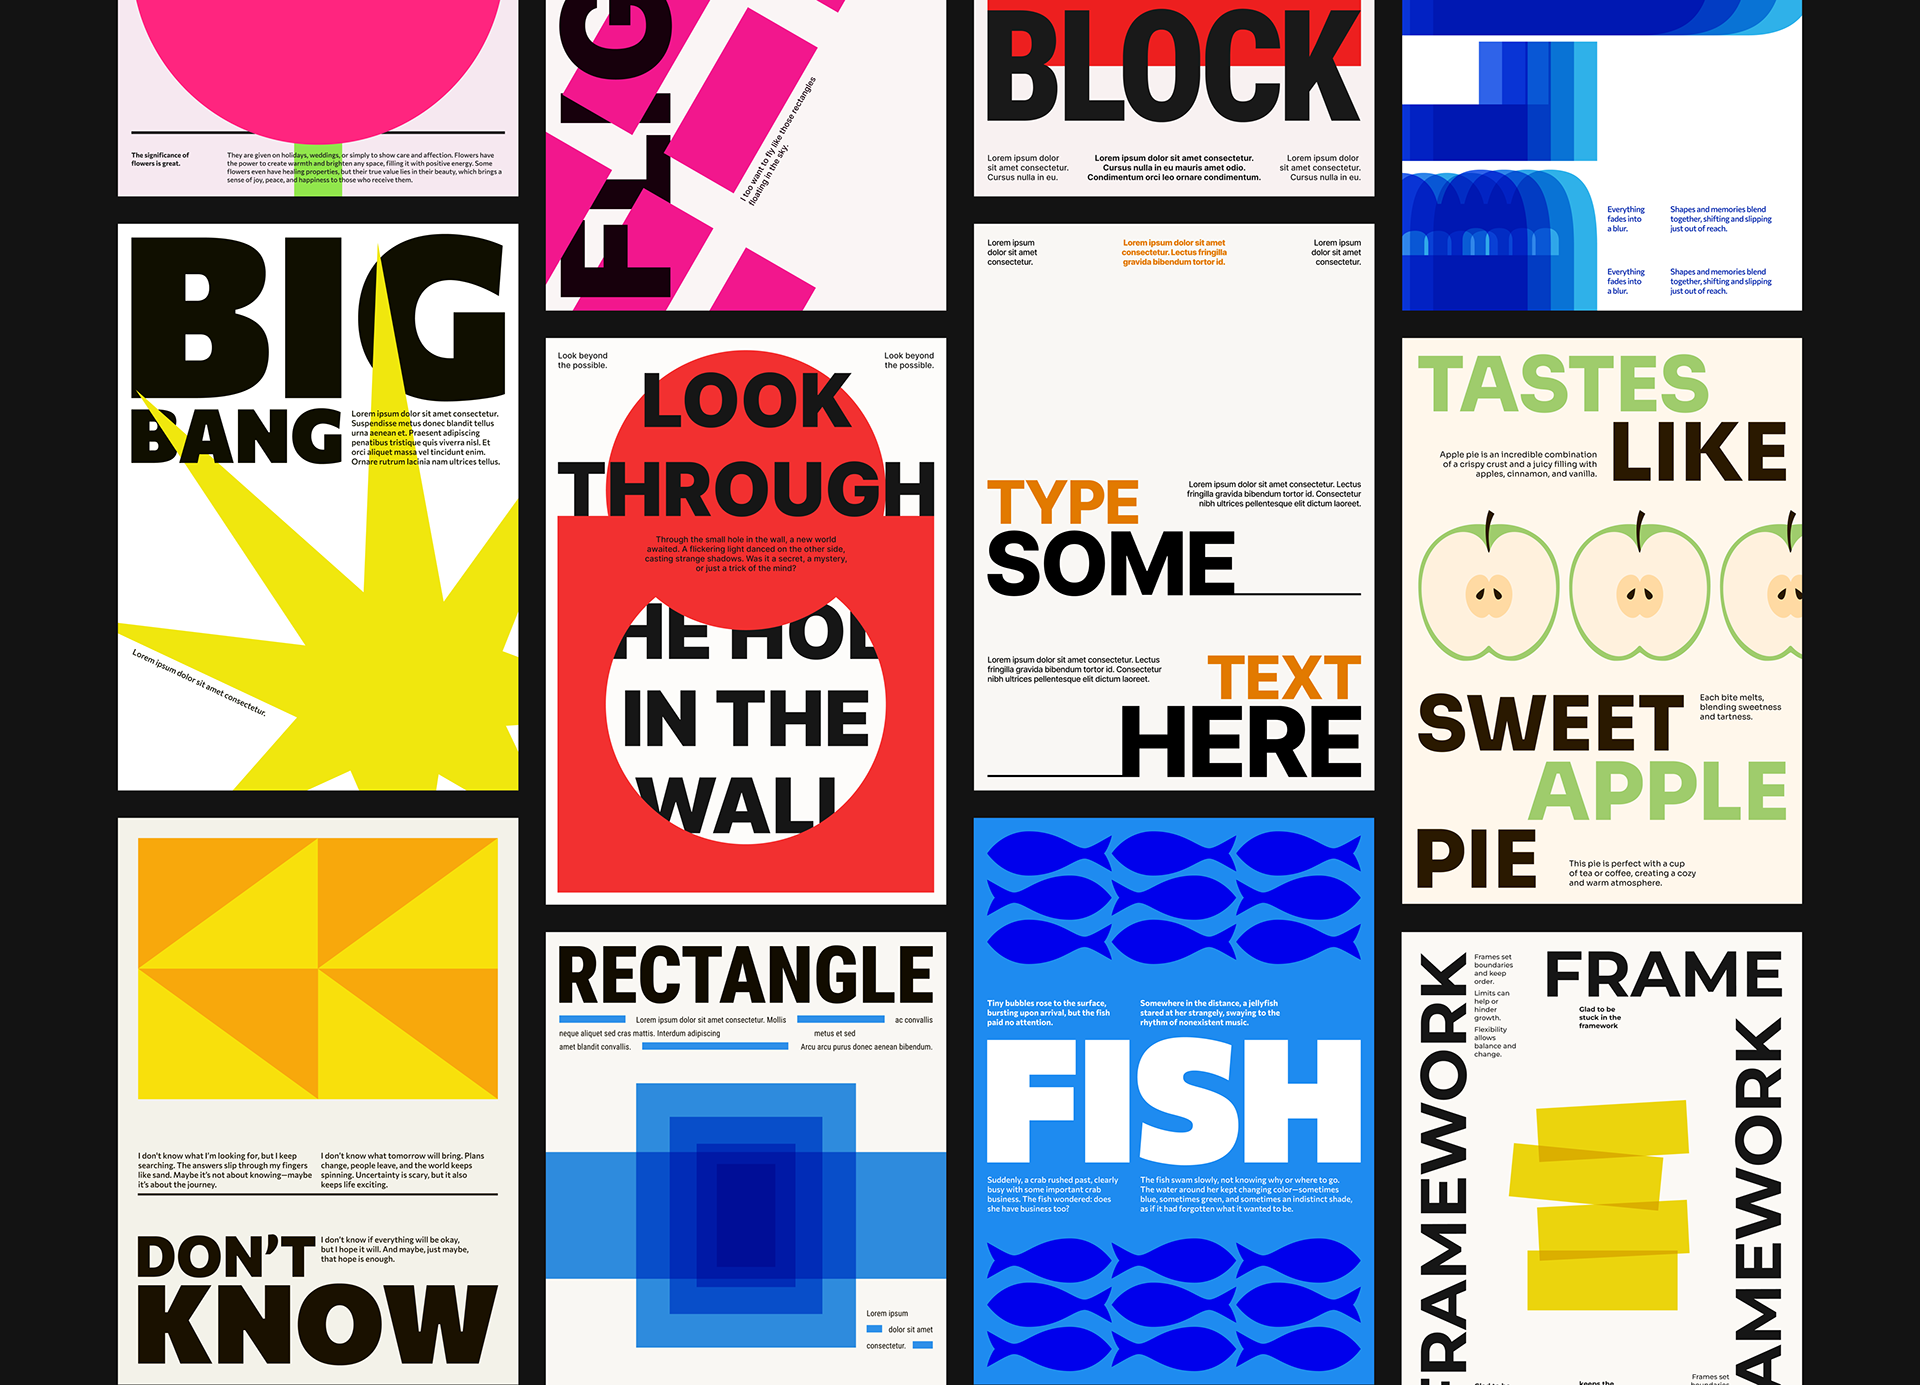 The significance of
flowers is great.
They are given on holidays, weddings, or simply to show care and affection. Flowers have
the power to create warmth and brighten any space, filling it with positive energy. Some
flowers even have healing properties, but their true value lies in their beauty, which brings a
sense of joy, peace, and happiness to those who receive them.
BIG
BANG
Lorem ipsum dolor sit amet consectetur.
Suspendisse metus donec blandit tellus
urna aenean et. Praesent adipiscing
penatibus tristique quis viverra nisl. Et
orci aliquet massa vel tincidunt enim.
Ornare rutrum lacinia nam ultrices tellus.
Lorem ipsum dolor sit amet consectetur.
I don't know what I'm looking for, but I keep
searching. The answers slip through my fingers
like sand. Maybe it's not about knowing—maybe
it's about the journey.
I don't know what tomorrow will bring. Plans
change, people leave, and the world keeps
spinning. Uncertainty is scary, but it also
keeps life exciting.
DON'T
I don't know if everything will be okay,
but I hope it will. And maybe, just maybe,
that hope is enough.
KNOW
FLIG
I too want to fly like those rectangles
floating in the sky.
Look beyond
the possible.
Look beyond
the possible.
LOOK
THROUGH
Through the small hole in the wall, a new world
awaited. A flickering light danced on the other side,
casting strange shadows. Was it a secret, a mystery,
or just a trick of the mind?
HE HOL
IN THE
WALL
RECTANGLE
Lorem ipsum dolor sit amet consectetur. Mollis ac convallis
neque aliquet sed cras mattis. Interdum adipiscing metus et sed
amet blandit convallis. Arcu arcu purus donec aenean bibendum.
Lorem ipsum
dolor sit amet
consectetur.
BLOCK
Lorem ipsum dolor
sit amet consectetur.
Cursus nulla in eu.
Lorem ipsum dolor sit amet consectetur.
Cursus nulla in eu mauris amet odio.
Condimentum orci leo ornare condimentum.
Lorem ipsum dolor
sit amet consectetur.
Cursus nulla in eu.
Lorem ipsum
dolor sit amet
consectetur.
Lorem ipsum dolor sit amet
consectetur. Lectus fringilla
gravida bibendum tortor id.
Lorem ipsum
dolor sit amet
consectetur.
TYPE
Lorem ipsum dolor sit amet consectetur. Lectus
fringilla gravida bibendum tortor id. Consectetur
nibh ultrices pellentesque elit dictum laoreet.
SOME
Lorem ipsum dolor sit amet consectetur. Lectus
fringilla gravida bibendum tortor id. Consectetur
nibh ultrices pellentesque elit dictum laoreet.
TEXT
HERE
Tiny bubbles rose to the surface,
bursting upon arrival, but the fish
paid no attention.
Somewhere in the distance, a jellyfish
stared at her strangely, swaying to the
rhythm of nonexistent music.
FISH
Suddenly, a crab rushed past, clearly
busy with some important crab
business. The fish wondered: does
she have business too?
The fish swam slowly, not knowing why or where to go.
The water around her kept changing color—sometimes
blue, sometimes green, and sometimes an indistinct shade,
as if it had forgotten what it wanted to be.
Everything
fades into
a blur.
Shapes and memories blend
together, shifting and slipping
just out of reach.
Everything
fades into
a blur.
Shapes and memories blend
together, shifting and slipping
just out of reach.
TASTES
LIKE
Apple pie is an incredible combination
of a crispy crust and a juicy filling with
apples, cinnamon, and vanilla.
SWEET
Each bite melts,
blending sweetness
and tartness.
APPLE
PIE
This pie is perfect with a cup
of tea or coffee, creating a cozy
and warm atmosphere.
FRAMEWORK
Frames set
boundaries
and keep
order.
Limits can
help or
hinder
growth.
Flexibility
allows
balance and
change.
FRAME
Glad to be
stuck in the
framework
AMEWORK
keeps the
Frames set